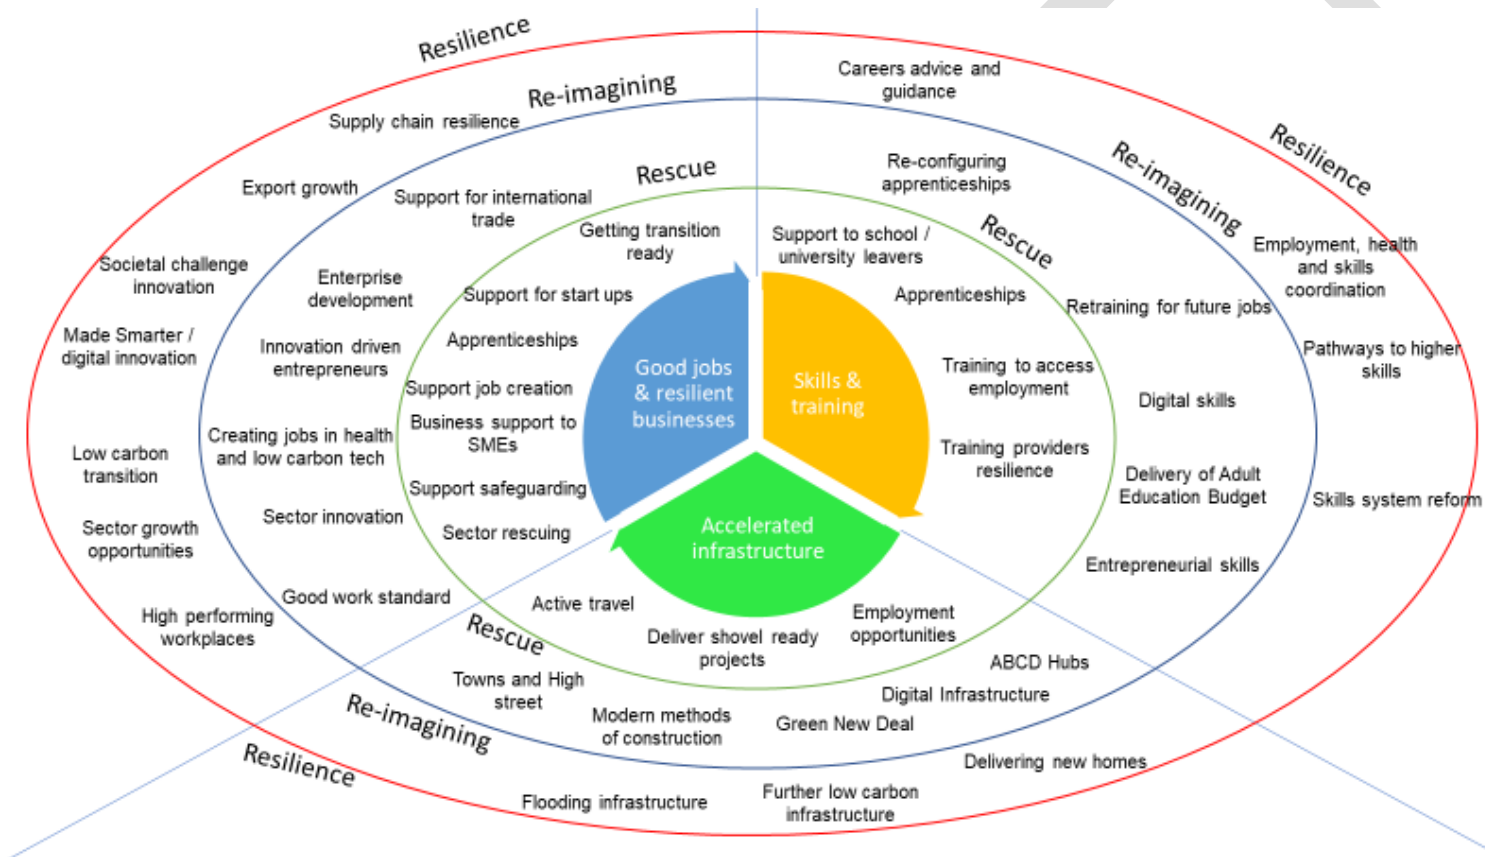 Resilience
Re-imagining
Supply chain resilience
Export growth
Rescue
Support for international
trade
Getting transition
ready
Societal challenge
innovation
Enterprise
development
Support for start ups
Made Smarter /
digital innovation
Innovation driven
entrepreneurs
Apprenticeships
Support job creation
Good jobs
& resilient
businesses
Business support to
SMEs
Creating jobs in health
and low carbon tech
Low carbon
transition
Support safeguarding
Sector innovation
Sector growth
opportunities
Sector rescuing
Good work standard
High performing
workplaces
Careers advice and
guidance
Resilience
Re-imagining
Re-configuring
apprenticeships
Rescue
Support to school /
university leavers
Apprenticeships
Employment, health
and skills
coordination
Retraining for future jobs
Pathways to higher
skills
Training to access
employment
Skills &
training
Digital skills
Training providers
resilience
Delivery of Adult
Education Budget
Skills system reform
Entrepreneurial skills
Accelerated
infrastructure
Active travel
Employment
opportunities
Deliver shovel ready
projects
Rescue
ABCD Hubs
Towns and High
street
Digital Infrastructure
Modern methods
of construction
Green New Deal
Re-imagining
Delivering new homes
Resilience
Flooding infrastructure
Further low carbon
infrastructure